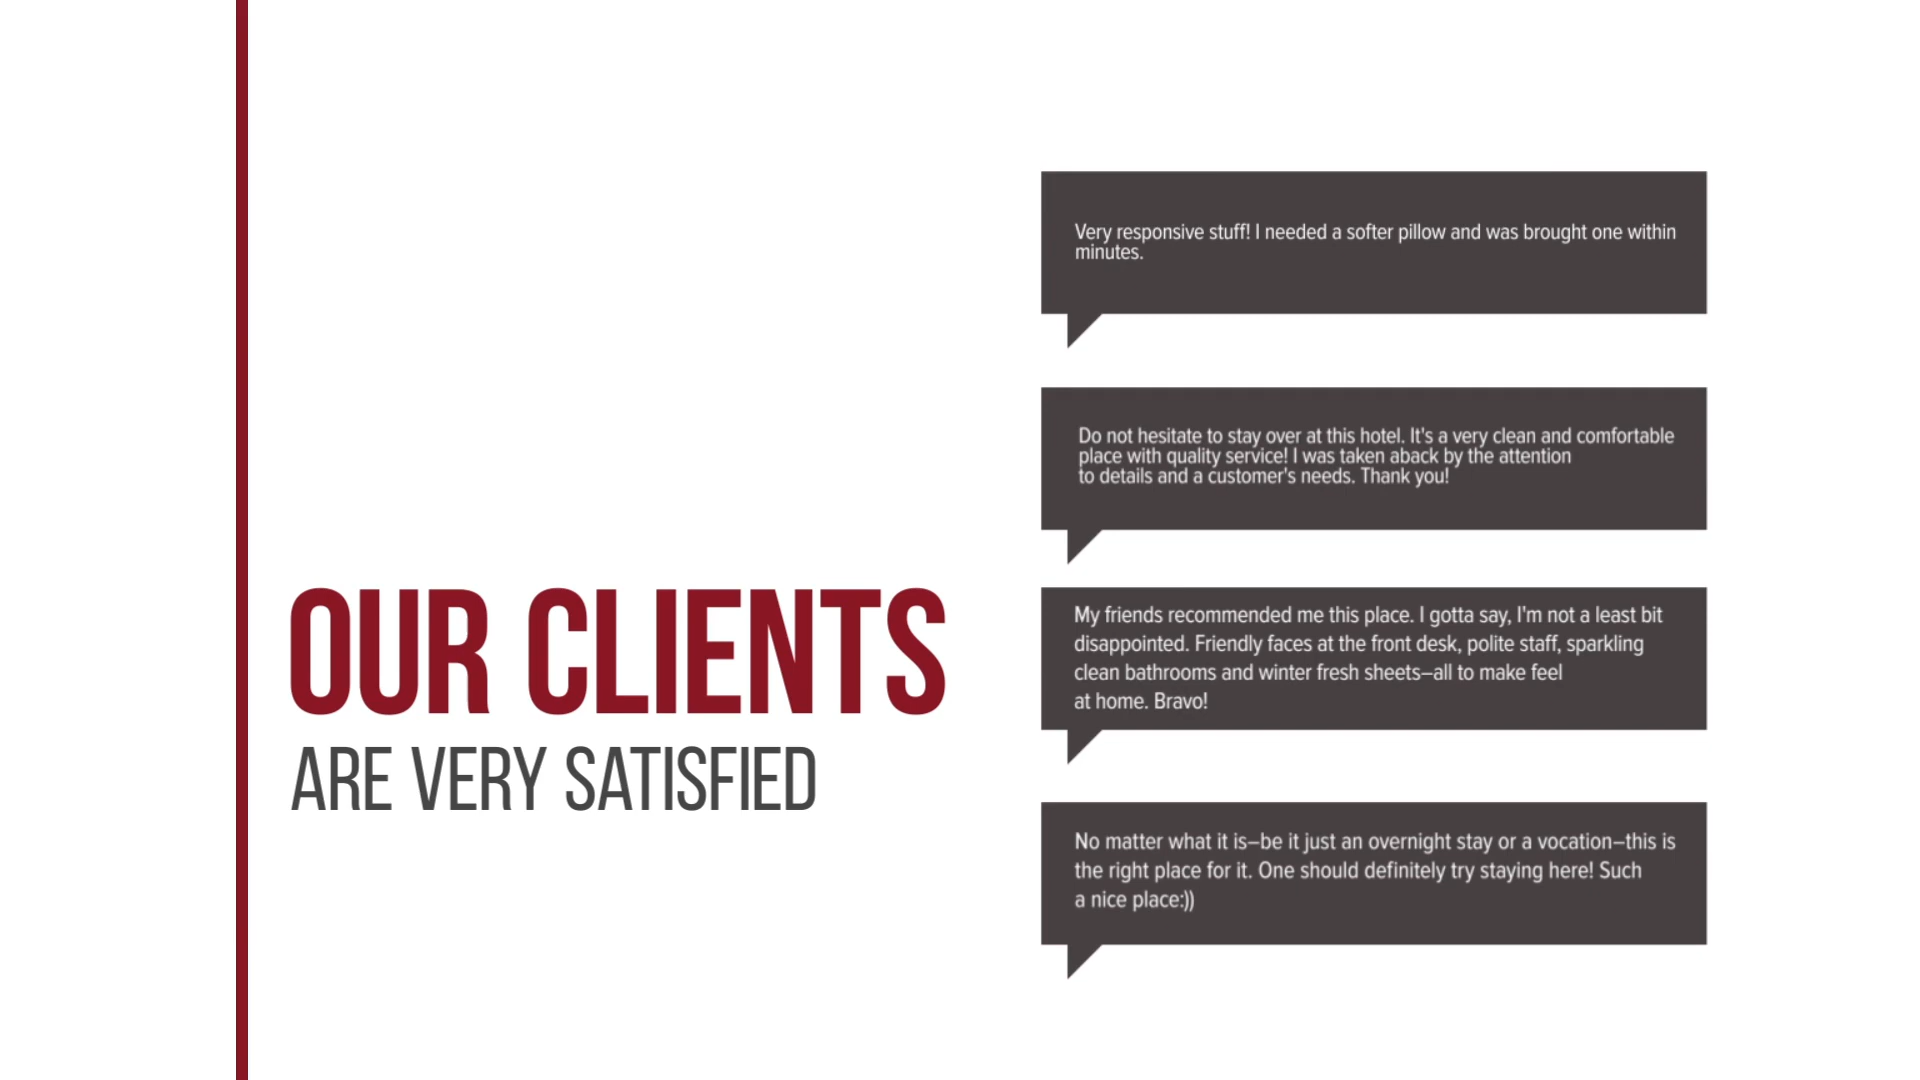 OUR CLIENTS
ARE VERY SATISFIED
Very responsive stuff! I needed a softer pillow and was brought one within
minutes.
Do not hesitate to stay over at this hotel. It's a very clean and comfortable
place with quality service! I was taken aback by the attention
to details and a customer's needs. Thank you!
My friends recommended me this place. I gotta say, I'm not a least bit
disappointed. Friendly faces at the front desk, polite staff, sparkling
clean bathrooms and winter fresh sheets–all to make feel
at home. Bravo!
No matter what it is–be it just an overnight stay or a vocation–this is
the right place for it. One should definitely try staying here! Such
a nice place:))